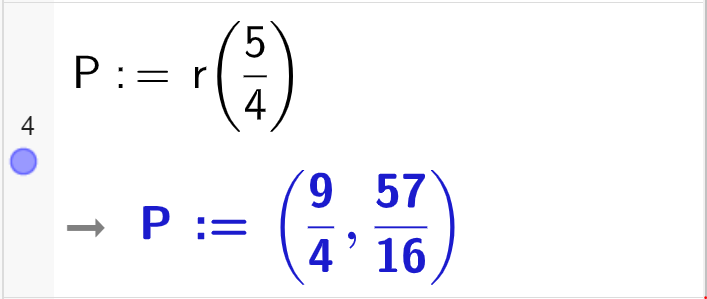 P := r(5/4)
4
→ P := (9/4, 57/16)